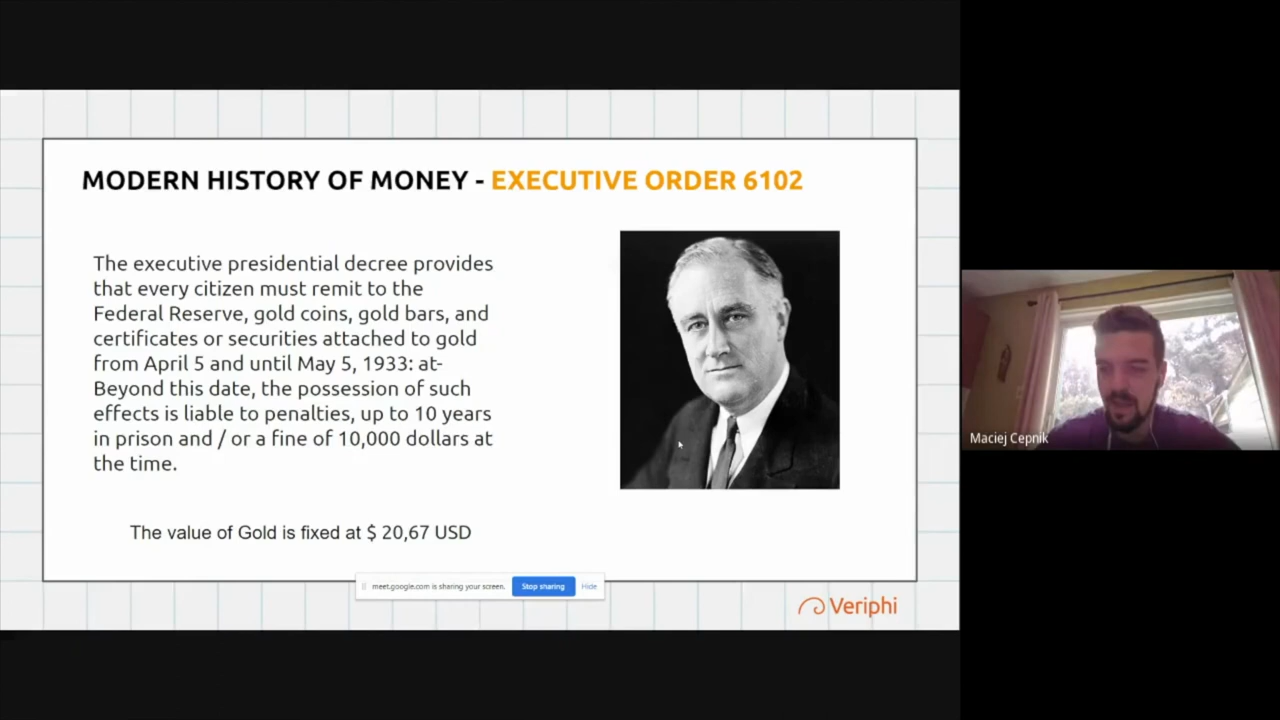 MODERN HISTORY OF MONEY - EXECUTIVE ORDER 6102
The executive presidential decree provides
that every citizen must remit to the
Federal Reserve, gold coins, gold bars, and
certificates or securities attached to gold
from April 5 and until May 5, 1933: at-
Beyond this date, the possession of such
effects is liable to penalties, up to 10 years
in prison and / or a fine of 10,000 dollars at
the time.
The value of Gold is fixed at $ 20,67 USD
meet.google.com is sharing your screen. Stop sharing Hide
Veriphi
Maciej Cepnik